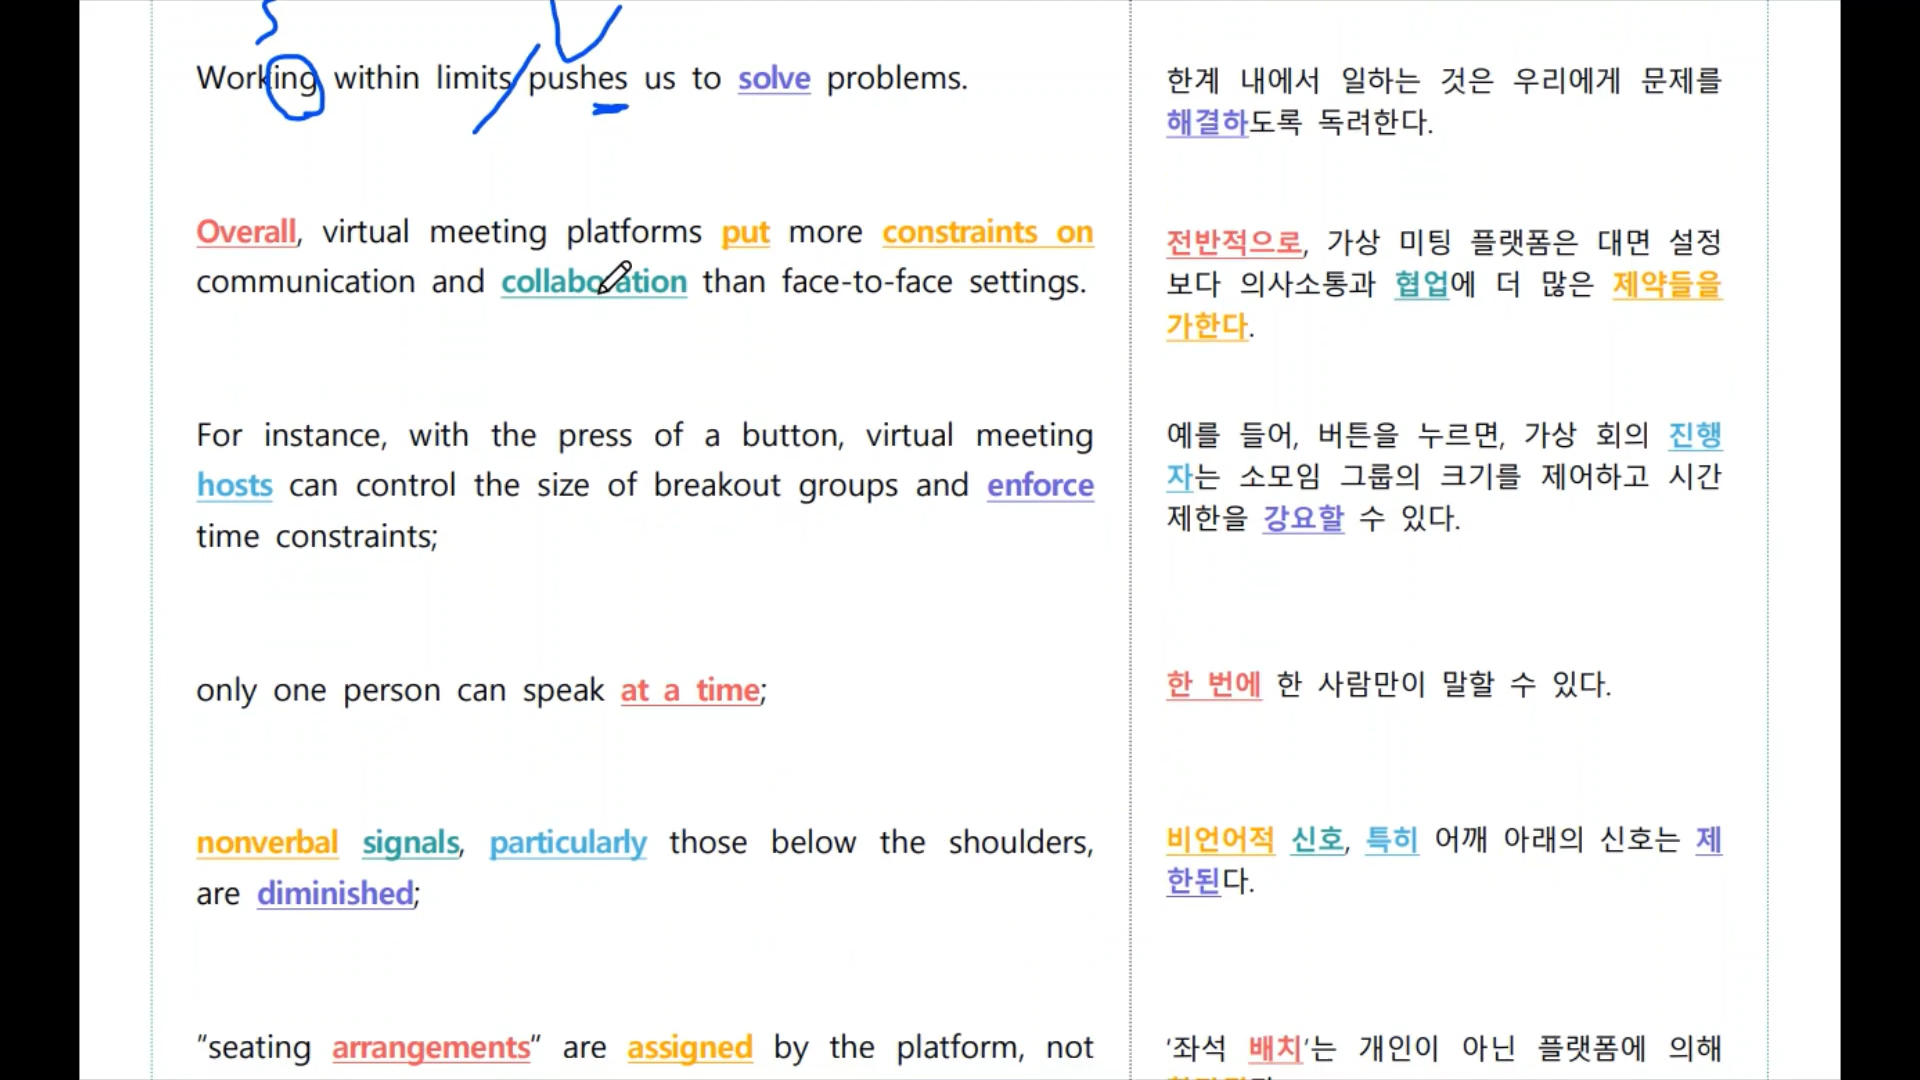 Working within limits pushes us to solve problems.
한계 내에서 일하는 것은 우리에게 문제를
해결하도록 독려한다.
Overall, virtual meeting platforms put more constraints on
communication and collaboration than face-to-face settings.
전반적으로, 가상 미팅 플랫폼은 대면 설정
보다 의사소통과 협업에 더 많은 제약들을
가한다.
For instance, with the press of a button, virtual meeting
hosts can control the size of breakout groups and enforce
time constraints;
예를 들어, 버튼을 누르면, 가상 회의 진행
자는 소모임 그룹의 크기를 제어하고 시간
제한을 강요할 수 있다.
only one person can speak at a time;
한 번에 한 사람만이 말할 수 있다.
nonverbal signals, particularly those below the shoulders,
are diminished;
비언어적 신호, 특히 어깨 아래의 신호는 제
한된다.
“seating arrangements“ are assigned by the platform, not
‘좌석 배치’는 개인이 아닌 플랫폼에 의해